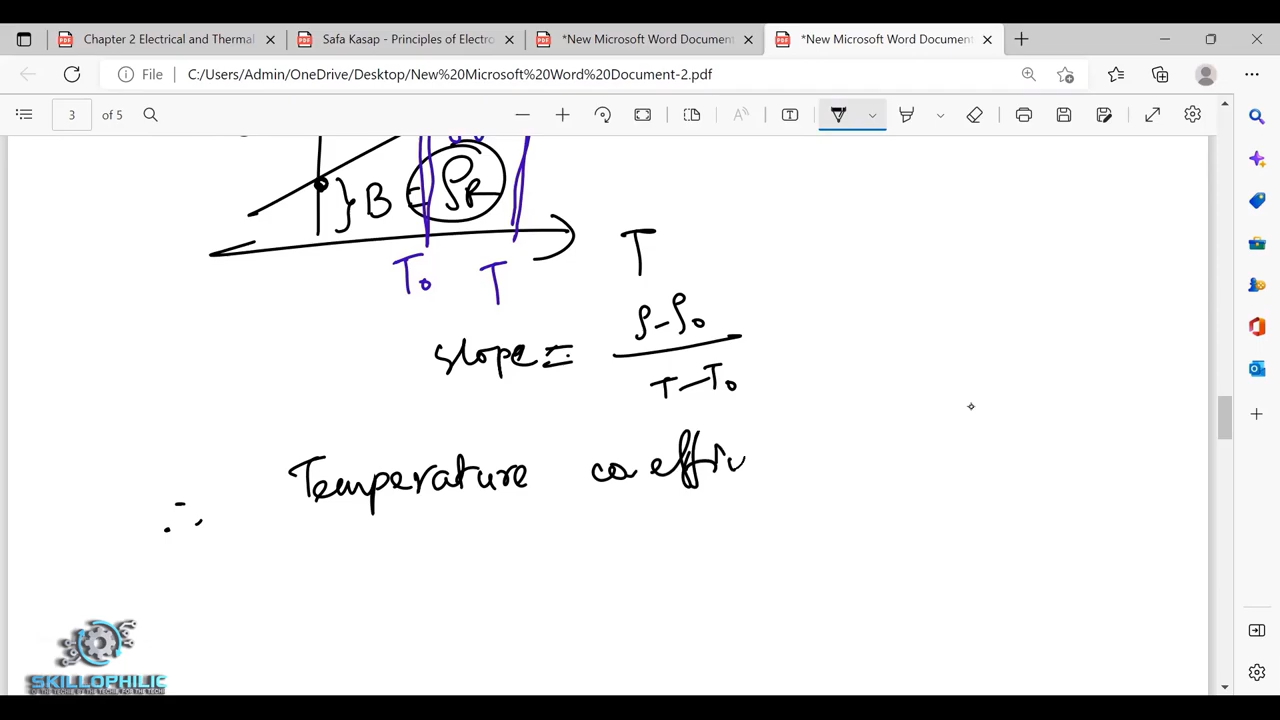 Chapter 2 Electrical and Thermal
Safa Kasap - Principles of Electro
*New Microsoft Word Document
*New Microsoft Word Document
File
C:/Users/Admin/OneDrive/Desktop/New%20Microsoft%20Word%20Document-2.pdf
3 of 5
} B = ρR
T
T₀ T
slope = ρ-ρ₀
T-T₀
∴ Temperature co effic
SKILLOPHILIC